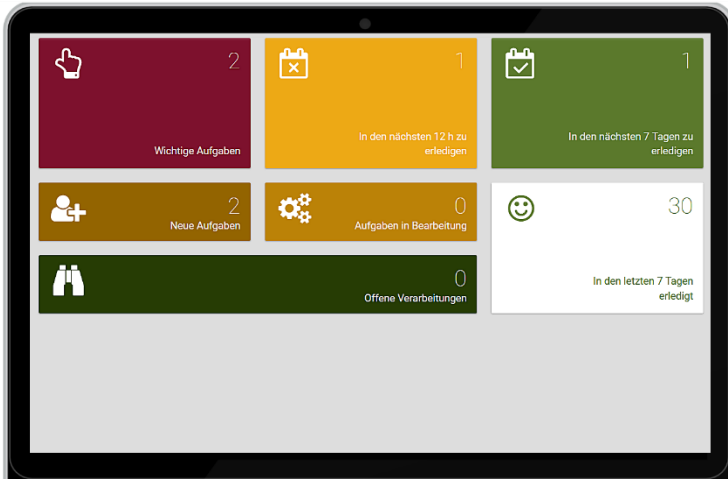 2
Wichtige Aufgaben
1
In den nächsten 12 h zu
erledigen
1
In den nächsten 7 Tagen zu
erledigen
2
Neue Aufgaben
0
Aufgaben in Bearbeitung
30
In den letzten 7 Tagen
erledigt
0
Offene Verarbeitungen